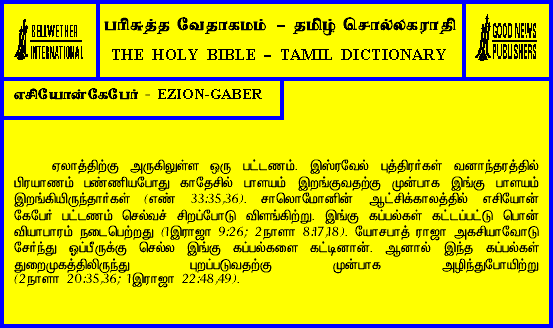 BELLWETHER
INTERNATIONAL
பரிசுத்த வேதாகமம் – தமிழ் சொல்லகராதி
THE HOLY BIBLE – TAMIL DICTIONARY
GOOD NEWS
PUBLISHERS
எசியோன்கேபேர் - EZION-GABER
ஏலாத்திற்கு அருகிலுள்ள ஒரு பட்டணம். இஸ்ரவேல் புத்திரர்கள் வனாந்தரத்தில்
பிரயாணம் பண்ணியபோது காதேசில் பாளயம் இறங்குவதற்கு முன்பாக இங்கு பாளயம்
இறங்கியிருந்தார்கள் (எண் 33:35,36). சாலொமோனின் ஆட்சிக்காலத்தில் எசியோன்
கேபேர் பட்டணம் செல்வச் சிறப்போடு விளங்கிற்று. இங்கு கப்பல்கள் கட்டப்பட்டு பொன்
வியாபாரம் நடைபெற்றது (1இராஜா 9:26; 2நாளா 8:17,18). யோசபாத் ராஜா அகசியாவோடு
சேர்ந்து ஒப்பீருக்கு செல்ல இங்கு கப்பல்களை கட்டினான். ஆனால் இந்த கப்பல்கள்
துறைமுகத்திலிருந்து புறப்படுவதற்கு முன்பாக அழிந்துபோயிற்று
(2நாளா 20:35,36; 1இராஜா 22:48,49).